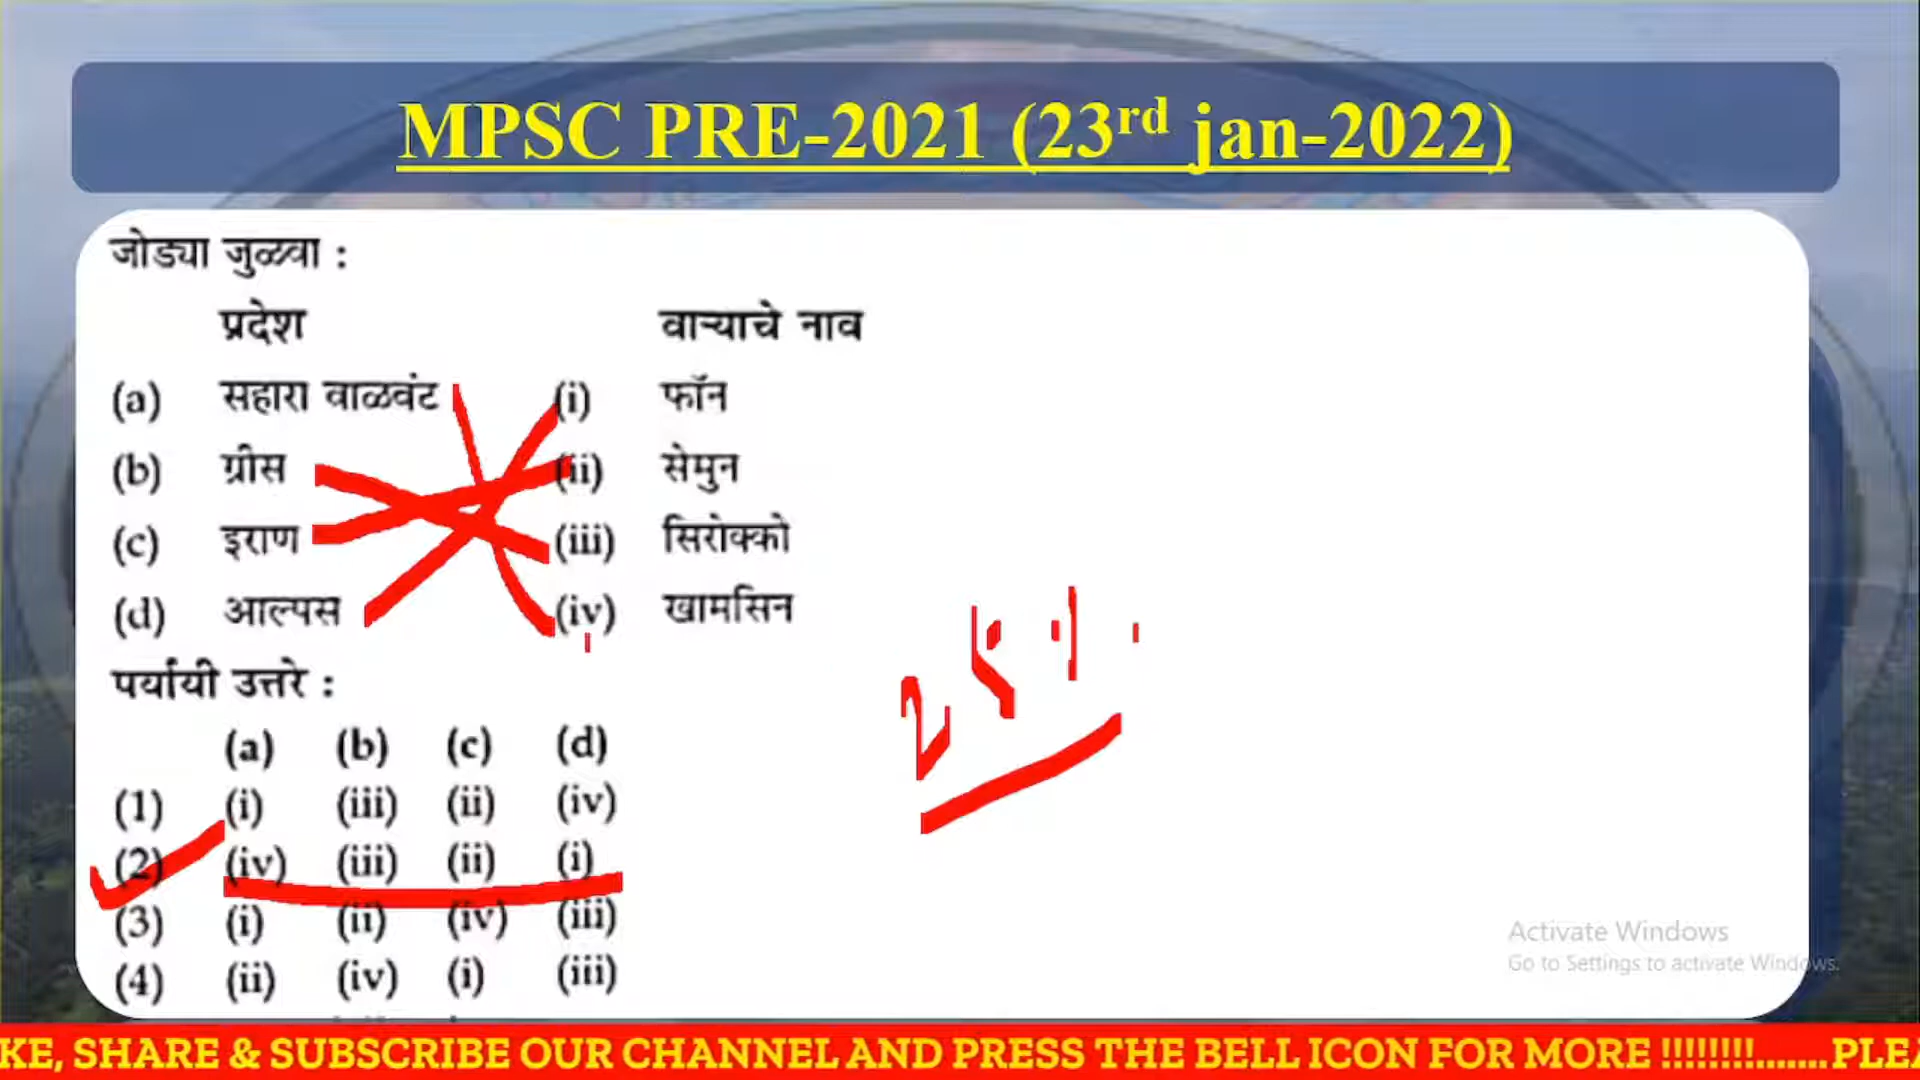 MPSC PRE-2021 (23rd jan-2022)
जोड्या जुळवा :
प्रदेश वाऱ्याचे नाव
(a) सहारा वाळवंट (i) फॉन
(b) ग्रीस (ii) सेमुन
(c) इराण (iii) सिरोक्को
(d) आल्पस (iv) खामसिन
पर्यायी उत्तरे :
(a) (b) (c) (d)
(1) (i) (iii) (ii) (iv)
(2) (iv) (iii) (ii) (i)
(3) (i) (ii) (iv) (iii)
(4) (ii) (iv) (i) (iii)
Activate Windows
Go to Settings to activate Windows.
KE, SHARE & SUBSCRIBE OUR CHANNEL AND PRESS THE BELL ICON FOR MORE !!!!!!!!....... PLEA